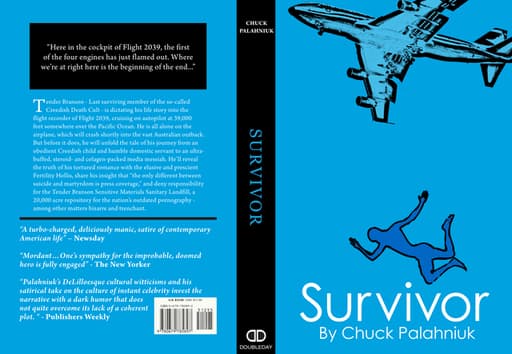 "Here in the cockpit of Flight 2039, the first
of the four engines has just flamed out. Where
we're at right here is the beginning of the end..."
Tender Branson - Last surviving member of the so-called
Creedish Death Cult - is dictating his life story into the
flight recorder of Flight 2039, cruising on autopilot at 39,000
feet somewhere over the Pacific Ocean. He is all alone on the
airplane, which will crash shortly into the vast Australian outback.
But before it does, he will unfold the tale of his journey from an
obedient Creedish child and humble domestic servant to an ultra-
buffed, steroid- and collagen-packed media messiah. He'll reveal
the truth of his tortured romance with the elusive and prescient
Fertility Hollis, share his insight that "the only different between
suicide and martyrdom is press coverage," and deny responsibility
for the Tender Branson Sensitive Materials Sanitary Landfill, a
20,000 acre repository for the nation's outdated pornography -
among other matters bizarre and trenchant.
"A turbo-charged, deliciously manic, satire of contemporary
American life" – Newsday
"Mordant…One's sympathy for the improbable, doomed
hero is fully engaged" - The New Yorker
"Palahniuk's DeLilloesque cultural witticisms and his
satirical take on the culture of instant celebrity invest the
narrative with a dark humor that does
not quite overcome its lack of a coherent
plot. " - Publishers Weekly
CHUCK
PALAHNIUK
SURVIVOR
DOUBLEDAY
Survivor
By Chuck Palahniuk